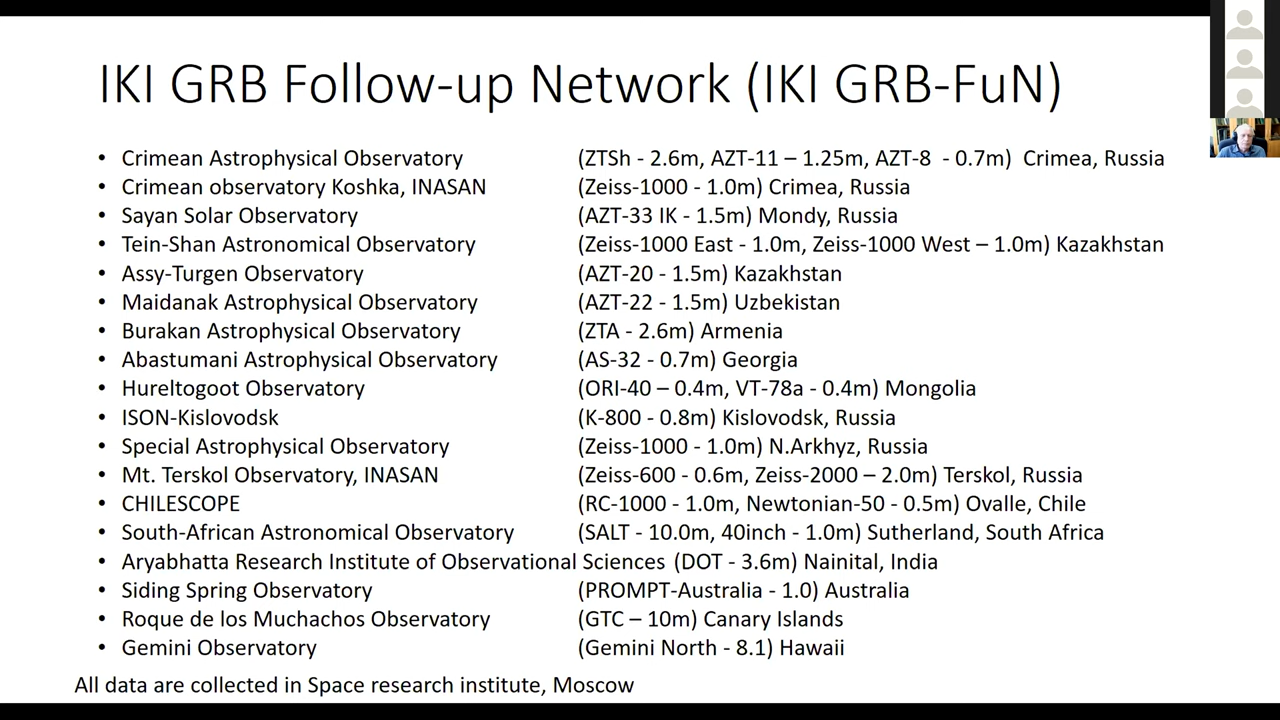 IKI GRB Follow-up Network (IKI GRB-FuN)
• Crimean Astrophysical Observatory (ZTSh - 2.6m, AZT-11 – 1.25m, AZT-8 - 0.7m) Crimea, Russia
• Crimean observatory Koshka, INASAN (Zeiss-1000 - 1.0m) Crimea, Russia
• Sayan Solar Observatory (AZT-33 IK - 1.5m) Mondy, Russia
• Tein-Shan Astronomical Observatory (Zeiss-1000 East - 1.0m, Zeiss-1000 West – 1.0m) Kazakhstan
• Assy-Turgen Observatory (AZT-20 - 1.5m) Kazakhstan
• Maidanak Astrophysical Observatory (AZT-22 - 1.5m) Uzbekistan
• Burakan Astrophysical Observatory (ZTA - 2.6m) Armenia
• Abastumani Astrophysical Observatory (AS-32 - 0.7m) Georgia
• Hureltogoot Observatory (ORI-40 – 0.4m, VT-78a - 0.4m) Mongolia
• ISON-Kislovodsk (K-800 - 0.8m) Kislovodsk, Russia
• Special Astrophysical Observatory (Zeiss-1000 - 1.0m) N.Arkhyz, Russia
• Mt. Terskol Observatory, INASAN (Zeiss-600 - 0.6m, Zeiss-2000 – 2.0m) Terskol, Russia
• CHILESCOPE (RC-1000 - 1.0m, Newtonian-50 - 0.5m) Ovalle, Chile
• South-African Astronomical Observatory (SALT - 10.0m, 40inch - 1.0m) Sutherland, South Africa
• Aryabhatta Research Institute of Observational Sciences (DOT - 3.6m) Nainital, India
• Siding Spring Observatory (PROMPT-Australia - 1.0) Australia
• Roque de los Muchachos Observatory (GTC – 10m) Canary Islands
• Gemini Observatory (Gemini North - 8.1) Hawaii
All data are collected in Space research institute, Moscow